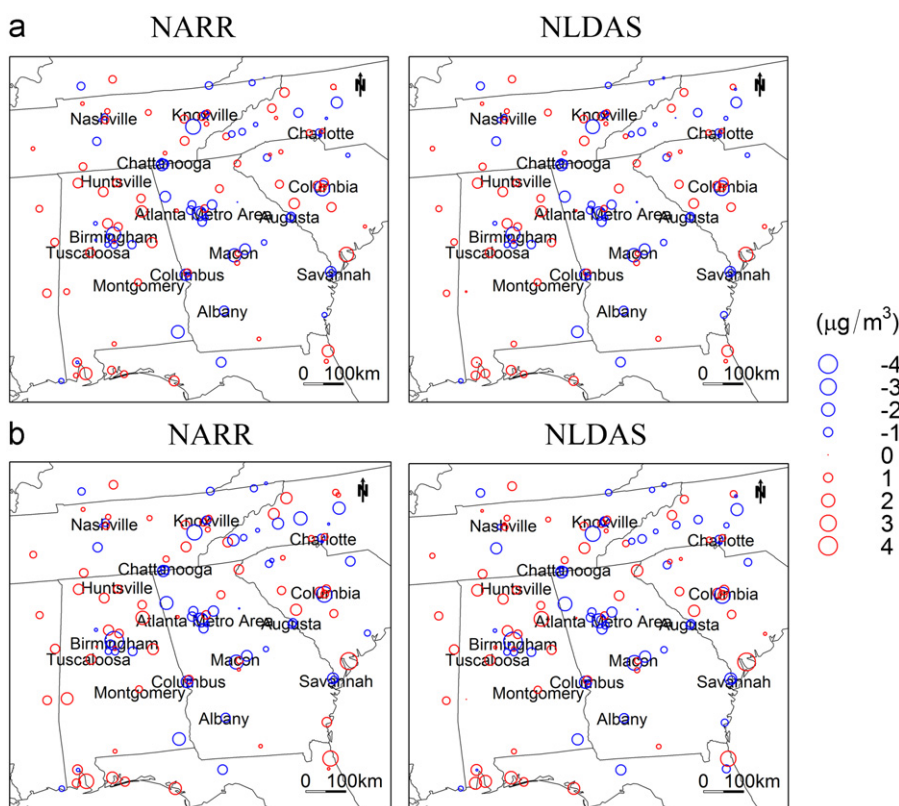 a
NARR
NLDAS
N
Nashville
Knoxville
Charlotte
Chattanooga
Huntsville
Columbia
Atlanta Metro Area
Augusta
Birmingham
Tuscaloosa
Macon
Columbus
Savannah
Montgomery
Albany
0 100km
N
Nashville
Knoxville
Charlotte
Chattanooga
Huntsville
Columbia
Atlanta Metro Area
Augusta
Birmingham
Tuscaloosa
Macon
Columbus
Savannah
Montgomery
Albany
0 100km
(μg/m³)
-4
-3
-2
-1
0
1
2
3
4
b
NARR
NLDAS
N
Nashville
Knoxville
Charlotte
Chattanooga
Huntsville
Columbia
Atlanta Metro Area
Augusta
Birmingham
Tuscaloosa
Macon
Columbus
Savannah
Montgomery
Albany
0 100km
N
Nashville
Knoxville
Charlotte
Chattanooga
Huntsville
Columbia
Atlanta Metro Area
Augusta
Birmingham
Tuscaloosa
Macon
Columbus
Savannah
Montgomery
Albany
0 100km